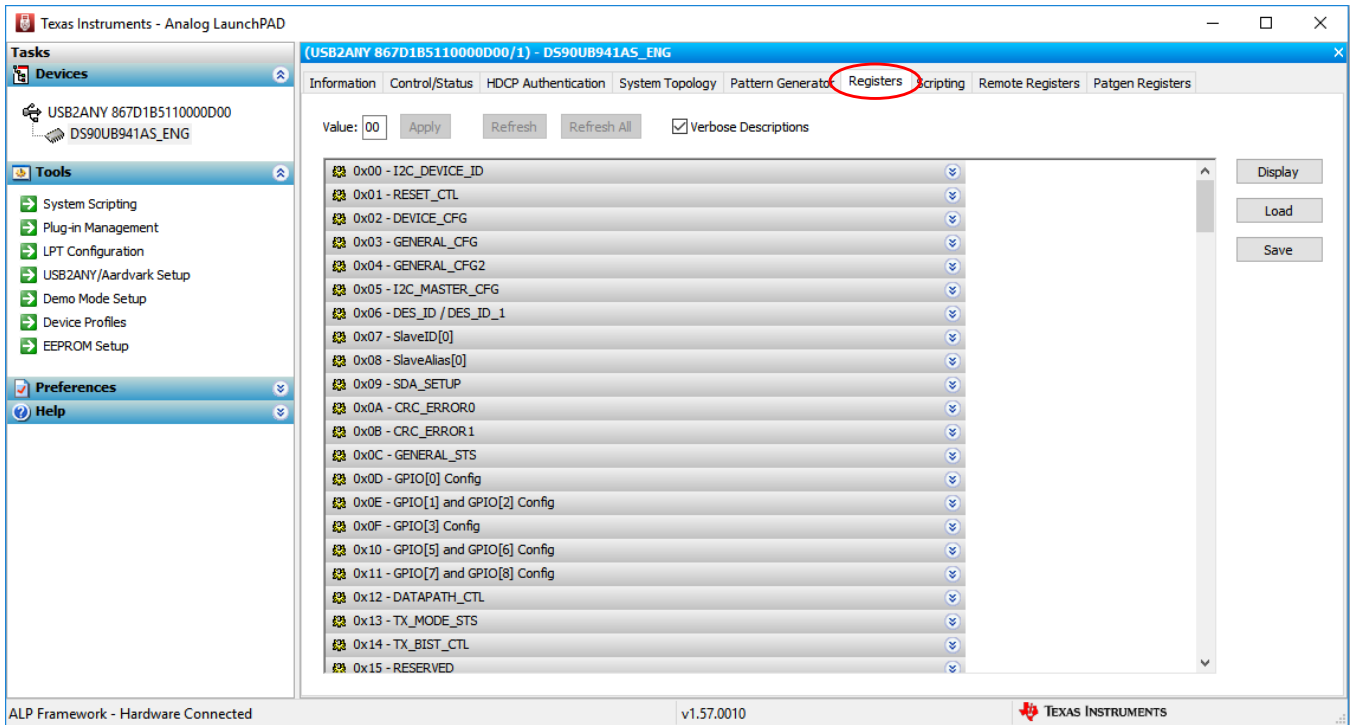 Texas Instruments - Analog LaunchPAD
Tasks
Devices
USB2ANY 867D1B5110000D00
DS90UB941AS_ENG
Tools
System Scripting
Plug-in Management
LPT Configuration
USB2ANY/Aardvark Setup
Demo Mode Setup
Device Profiles
EEPROM Setup
Preferences
Help
(USB2ANY 867D1B5110000D00/1) - DS90UB941AS_ENG
Information Control/Status HDCP Authentication System Topology Pattern Generator Registers Scripting Remote Registers Patgen Registers
Value: 00 Apply Refresh Refresh All Verbose Descriptions
0x00 - I2C_DEVICE_ID
0x01 - RESET_CTL
0x02 - DEVICE_CFG
0x03 - GENERAL_CFG
0x04 - GENERAL_CFG2
0x05 - I2C_MASTER_CFG
0x06 - DES_ID / DES_ID_1
0x07 - SlaveID[0]
0x08 - SlaveAlias[0]
0x09 - SDA_SETUP
0x0A - CRC_ERROR0
0x0B - CRC_ERROR1
0x0C - GENERAL_STS
0x0D - GPIO[0] Config
0x0E - GPIO[1] and GPIO[2] Config
0x0F - GPIO[3] Config
0x10 - GPIO[5] and GPIO[6] Config
0x11 - GPIO[7] and GPIO[8] Config
0x12 - DATAPATH_CTL
0x13 - TX_MODE_STS
0x14 - TX_BIST_CTL
0x15 - RESERVED
Display
Load
Save
ALP Framework - Hardware Connected v1.57.0010 TEXAS INSTRUMENTS